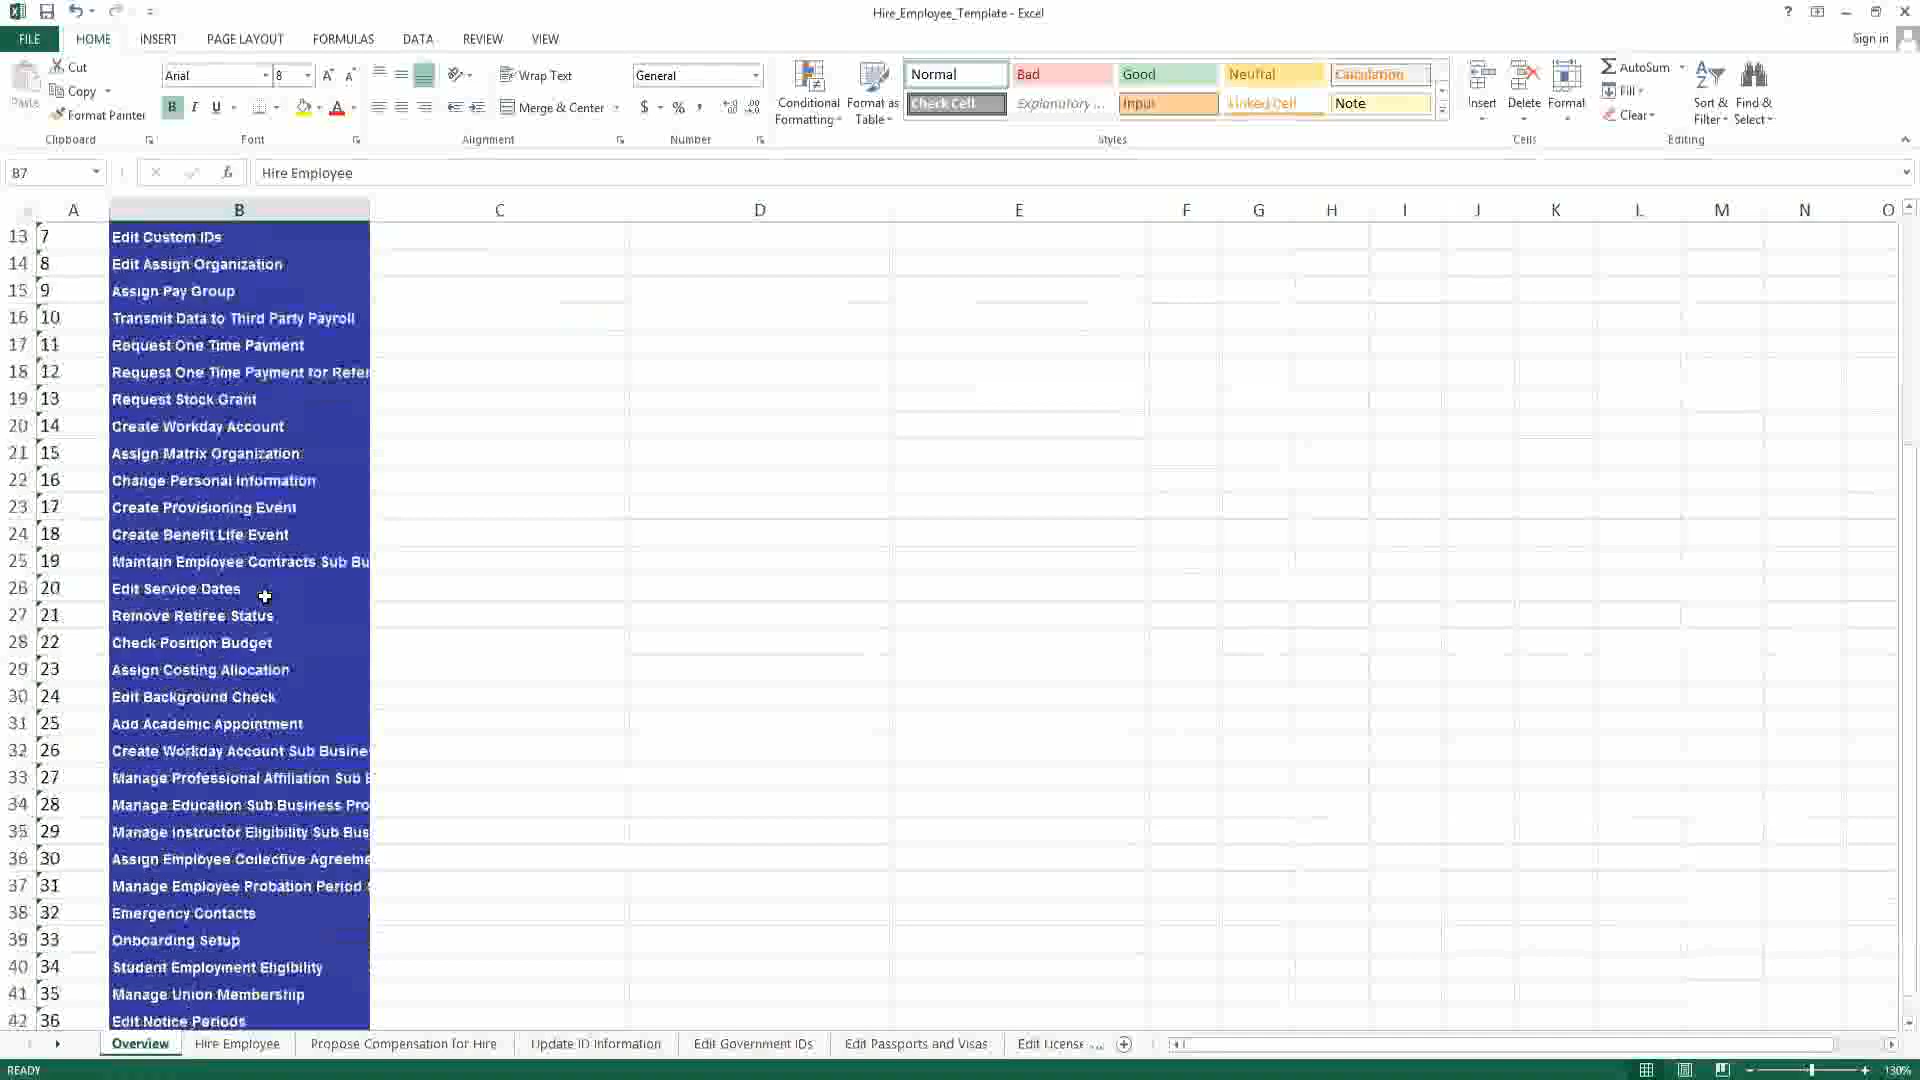 Hire_Employee_Template - Excel
Sign in
FILE HOME INSERT PAGE LAYOUT FORMULAS DATA REVIEW VIEW
Cut
Copy
Format Painter
Paste
Clipboard
Arial 8
B I U
Font
Wrap Text
Merge & Center
Alignment
General
$ % ,
Number
Conditional Formatting
Format as Table
Normal Bad Good Neutral Calculation
Check Cell Explanatory ... Input Linked Cell Note
Styles
Insert Delete Format
Cells
AutoSum
Fill
Clear
Sort & Filter
Find & Select
Editing
B7 fx Hire Employee
A B C D E F G H I J K L M N O
13 7 Edit Custom IDs
14 8 Edit Assign Organization
15 9 Assign Pay Group
16 10 Transmit Data to Third Party Payroll
17 11 Request One Time Payment
18 12 Request One Time Payment for Refer
19 13 Request Stock Grant
20 14 Create Workday Account
21 15 Assign Matrix Organization
22 16 Change Personal Information
23 17 Create Provisioning Event
24 18 Create Benefit Life Event
25 19 Maintain Employee Contracts Sub Bu
26 20 Edit Service Dates
27 21 Remove Retiree Status
28 22 Check Position Budget
29 23 Assign Costing Allocation
30 24 Edit Background Check
31 25 Add Academic Appointment
32 26 Create Workday Account Sub Busine
33 27 Manage Professional Affiliation Sub B
34 28 Manage Education Sub Business Pro
35 29 Manage Instructor Eligibility Sub Bus
36 30 Assign Employee Collective Agreeme
37 31 Manage Employee Probation Period
38 32 Emergency Contacts
39 33 Onboarding Setup
40 34 Student Employment Eligibility
41 35 Manage Union Membership
42 36 Edit Notice Periods
Overview Hire Employee Propose Compensation for Hire Update ID Information Edit Government IDs Edit Passports and Visas Edit License ...
READY 130%